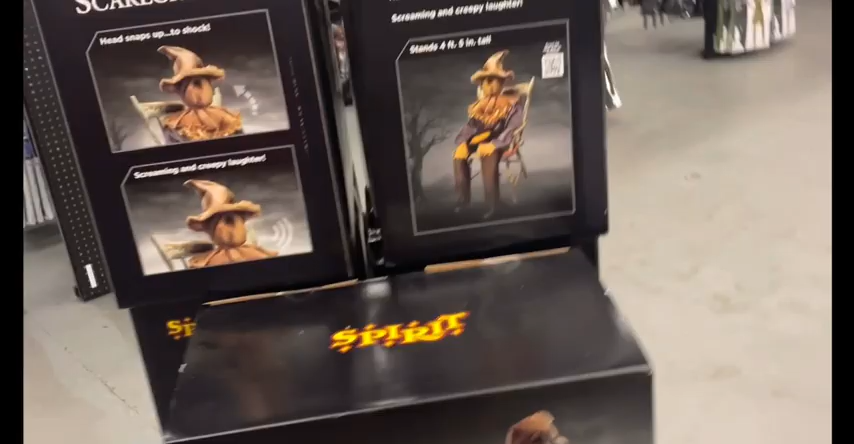 Head snaps up...to shock!
Screaming and creepy laughter!
Screaming and creepy laughter!
Stands 4 ft. 5 in. tall
SPIRIT